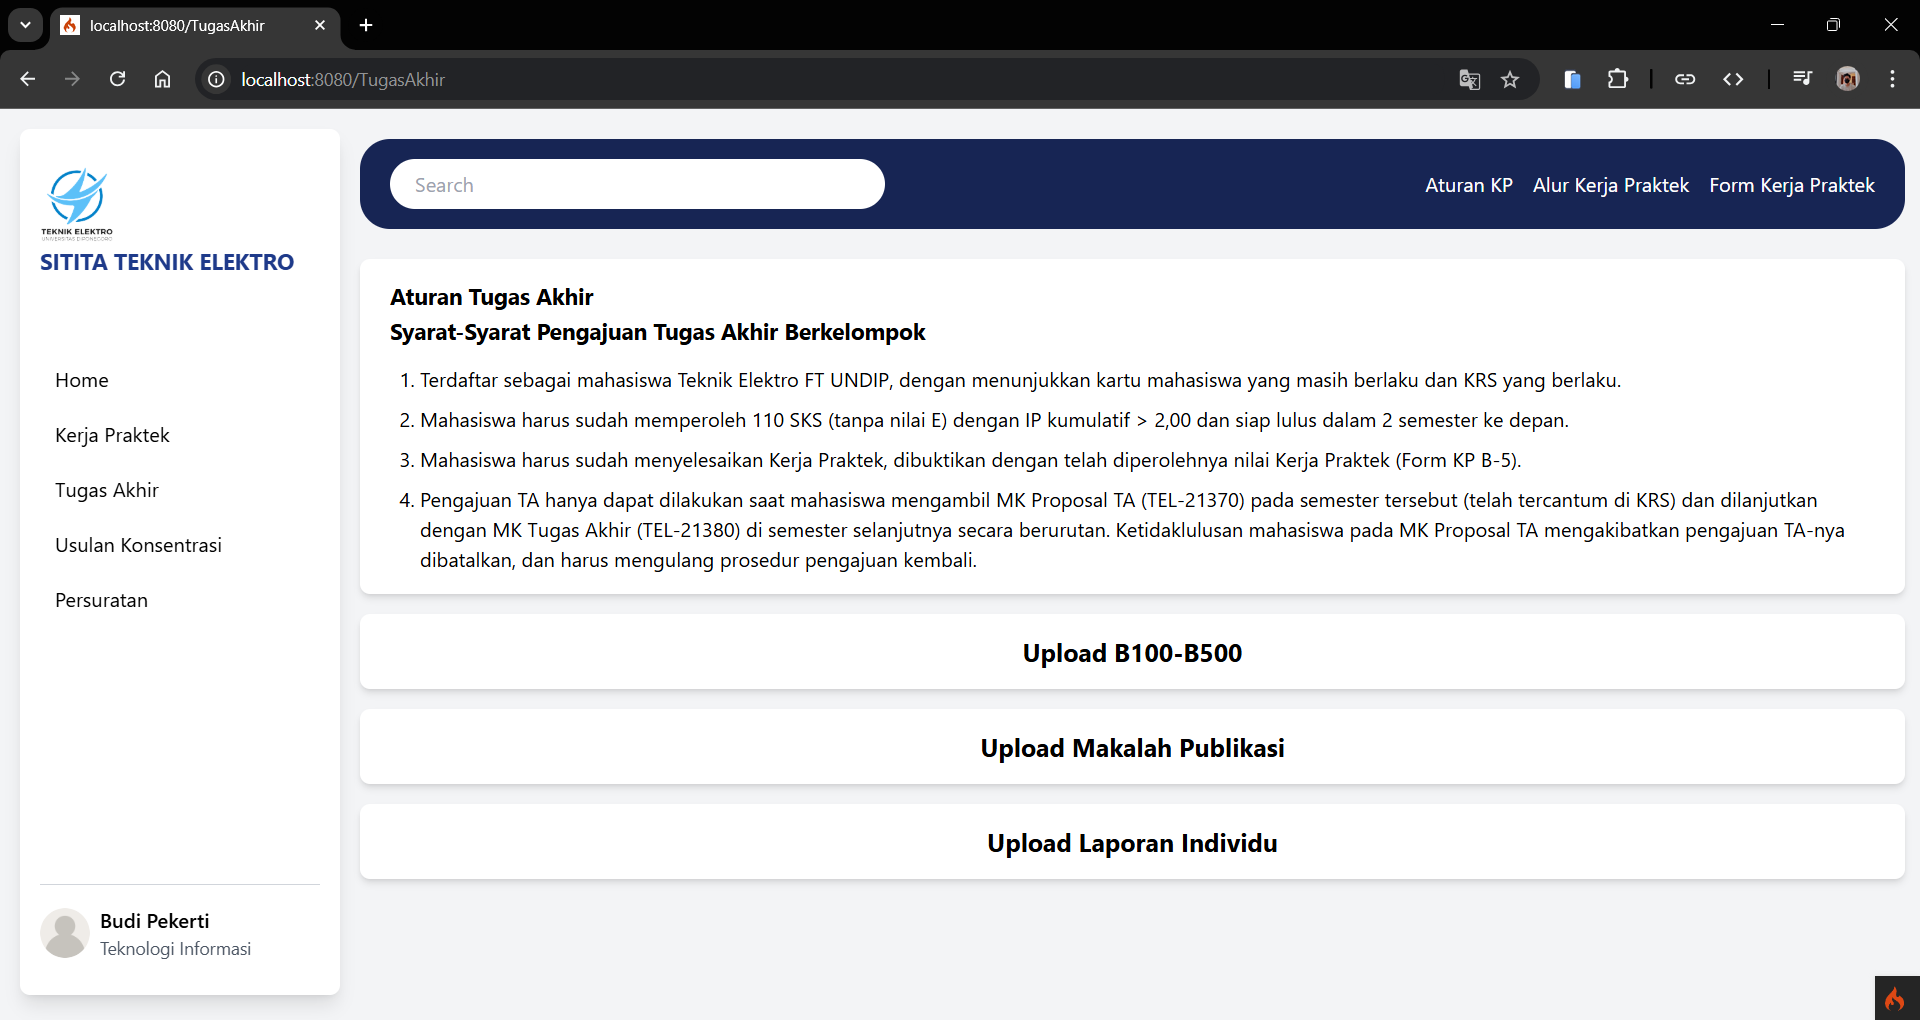 localhost:8080/TugasAkhir
localhost:8080/TugasAkhir
TEKNIK ELEKTRO
UNIVERSITAS DIPONEGORO
SITITA TEKNIK ELEKTRO
Home
Kerja Praktek
Tugas Akhir
Usulan Konsentrasi
Persuratan
Budi Pekerti
Teknologi Informasi
Search
Aturan KP
Alur Kerja Praktek
Form Kerja Praktek
Aturan Tugas Akhir
Syarat-Syarat Pengajuan Tugas Akhir Berkelompok
1. Terdaftar sebagai mahasiswa Teknik Elektro FT UNDIP, dengan menunjukkan kartu mahasiswa yang masih berlaku dan KRS yang berlaku.
2. Mahasiswa harus sudah memperoleh 110 SKS (tanpa nilai E) dengan IP kumulatif > 2,00 dan siap lulus dalam 2 semester ke depan.
3. Mahasiswa harus sudah menyelesaikan Kerja Praktek, dibuktikan dengan telah diperolehnya nilai Kerja Praktek (Form KP B-5).
4. Pengajuan TA hanya dapat dilakukan saat mahasiswa mengambil MK Proposal TA (TEL-21370) pada semester tersebut (telah tercantum di KRS) dan dilanjutkan
dengan MK Tugas Akhir (TEL-21380) di semester selanjutnya secara berurutan. Ketidaklulusan mahasiswa pada MK Proposal TA mengakibatkan pengajuan TA-nya
dibatalkan, dan harus mengulang prosedur pengajuan kembali.
Upload B100-B500
Upload Makalah Publikasi
Upload Laporan Individu